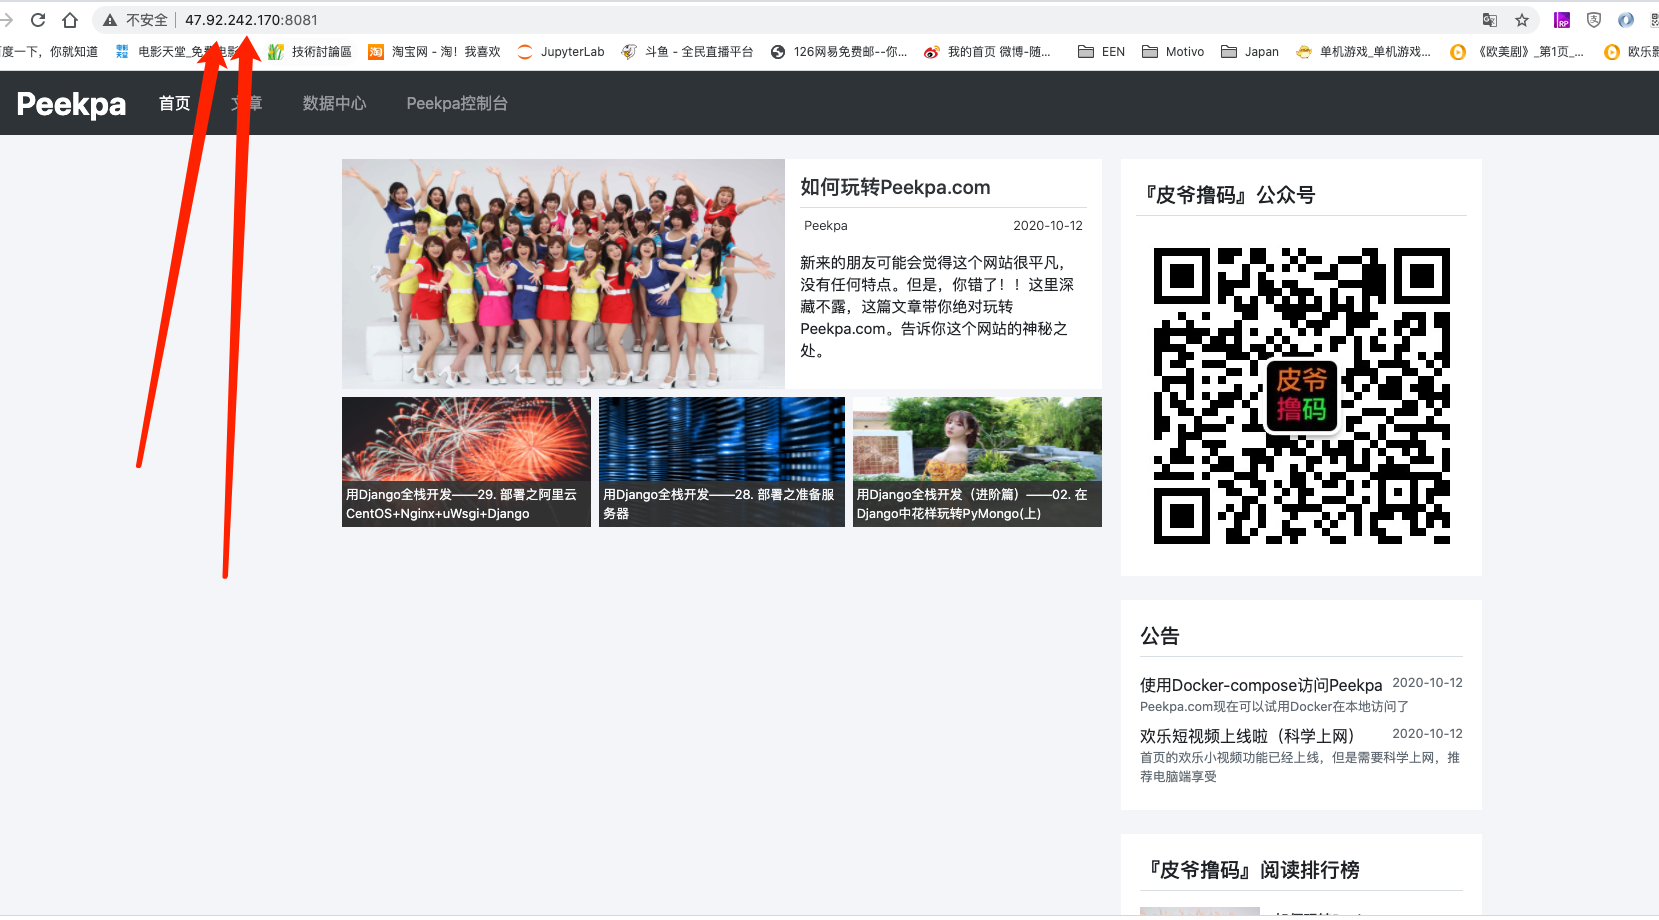 不安全 47.92.242.170:8081
度一下，你就知道 电影天堂_免费电影 技術討論區 淘宝网 - 淘！我喜欢 JupyterLab 斗鱼 - 全民直播平台 126网易免费邮--你... 我的首页 微博-随... EEN Motivo Japan 单机游戏_单机游戏... 《欧美剧》_第1页_... 欧乐影
Peekpa 首页 文章 数据中心 Peekpa控制台
如何玩转Peekpa.com
Peekpa 2020-10-12
新来的朋友可能会觉得这个网站很平凡，
没有任何特点。但是，你错了！！这里深
藏不露，这篇文章带你绝对玩转
Peekpa.com。告诉你这个网站的神秘之
处。
用Django全栈开发——29. 部署之阿里云
CentOS+Nginx+uWsgi+Django
用Django全栈开发——28. 部署之准备服
务器
用Django全栈开发（进阶篇）——02. 在
Django中花样玩转PyMongo(上)
『皮爷撸码』公众号
皮爷
撸码
公告
使用Docker-compose访问Peekpa 2020-10-12
Peekpa.com现在可以试用Docker在本地访问了
欢乐短视频上线啦（科学上网） 2020-10-12
首页的欢乐小视频功能已经上线，但是需要科学上网，推
荐电脑端享受
『皮爷撸码』阅读排行榜